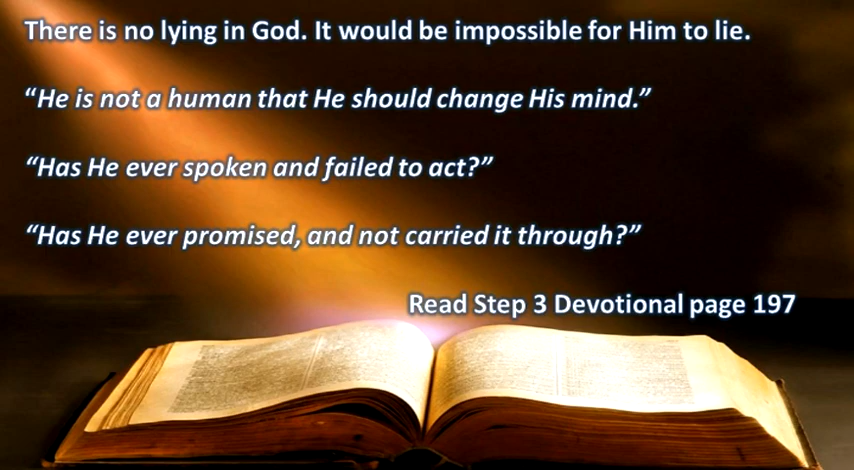 There is no lying in God. It would be impossible for Him to lie.
“He is not a human that He should change His mind.”
“Has He ever spoken and failed to act?”
“Has He ever promised, and not carried it through?”
Read Step 3 Devotional page 197